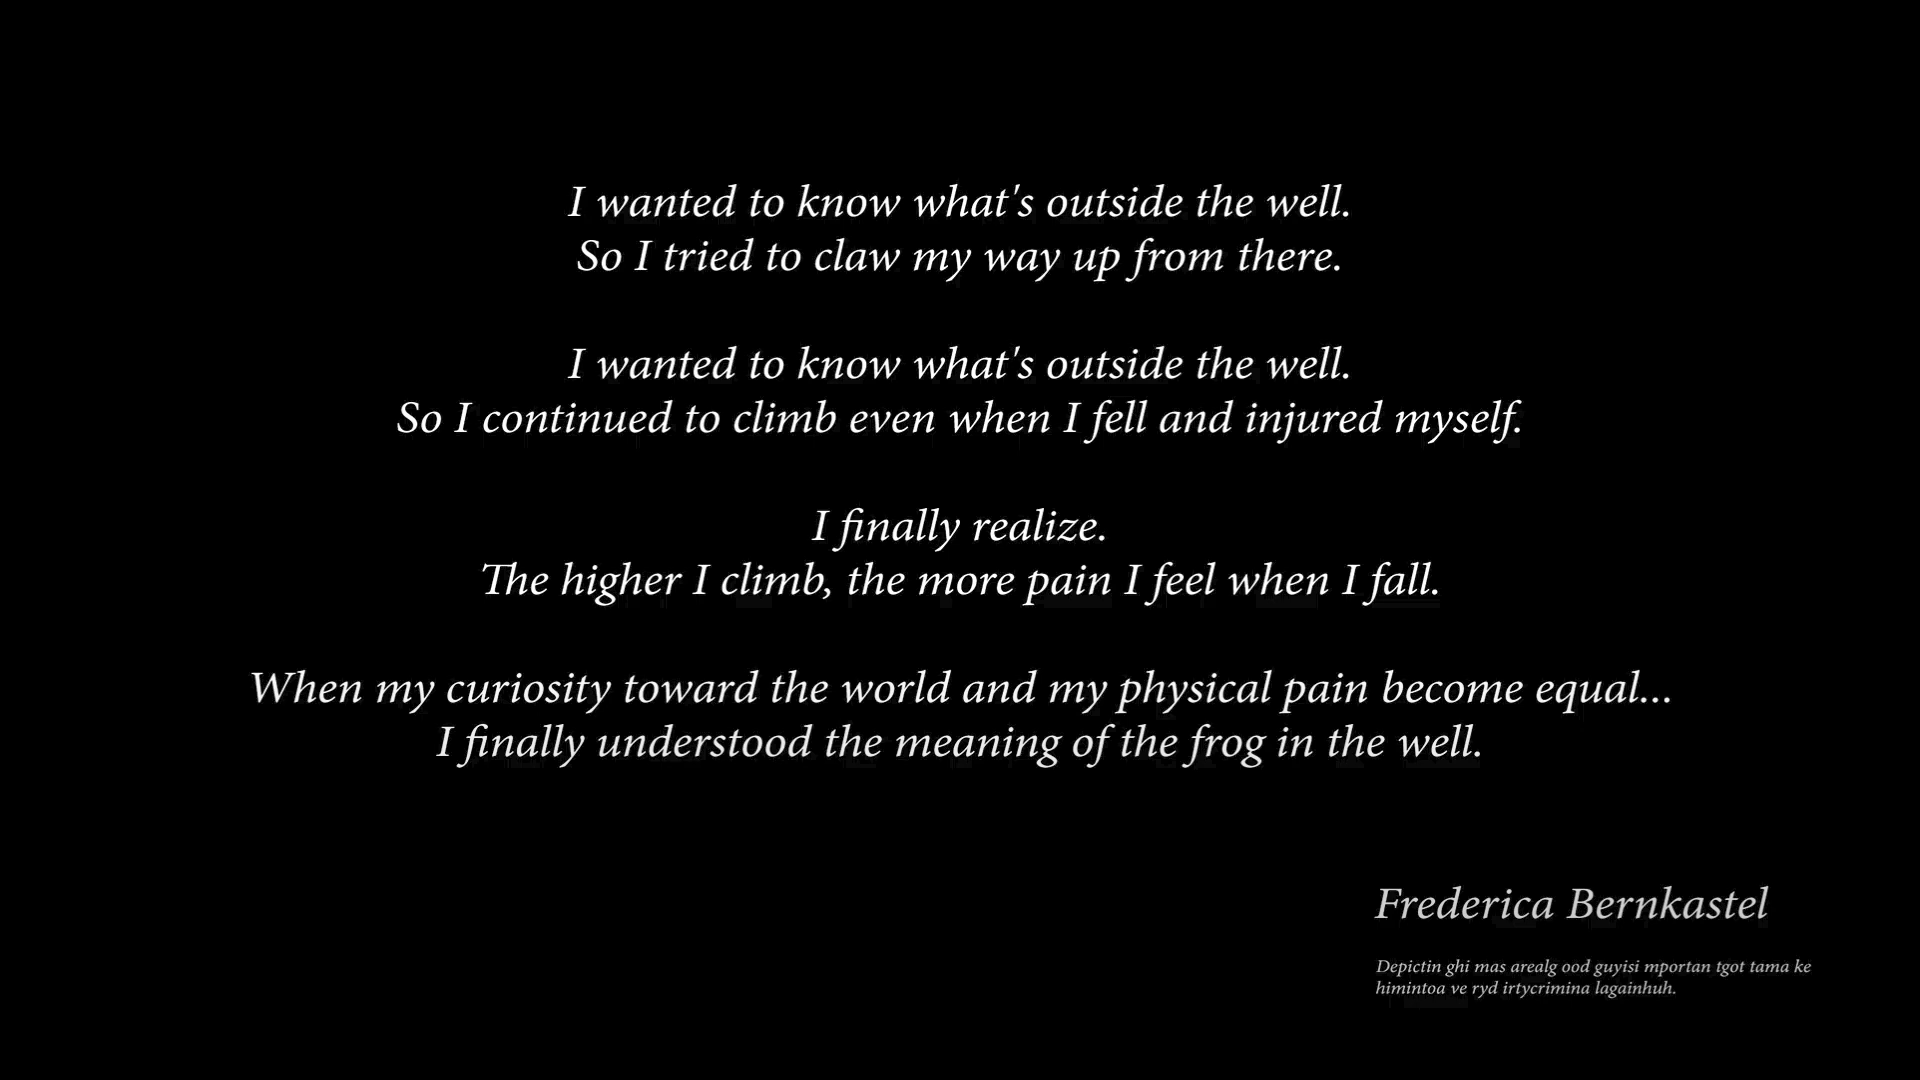 I wanted to know what's outside the well.
So I tried to claw my way up from there.
I wanted to know what's outside the well.
So I continued to climb even when I fell and injured myself.
I finally realize.
The higher I climb, the more pain I feel when I fall.
When my curiosity toward the world and my physical pain become equal...
I finally understood the meaning of the frog in the well.
Frederica Bernkastel
Depictin ghi mas arealg ood guyisi mportan tgot tama ke
himintoa ve ryd irtycrimina lagainhuh.